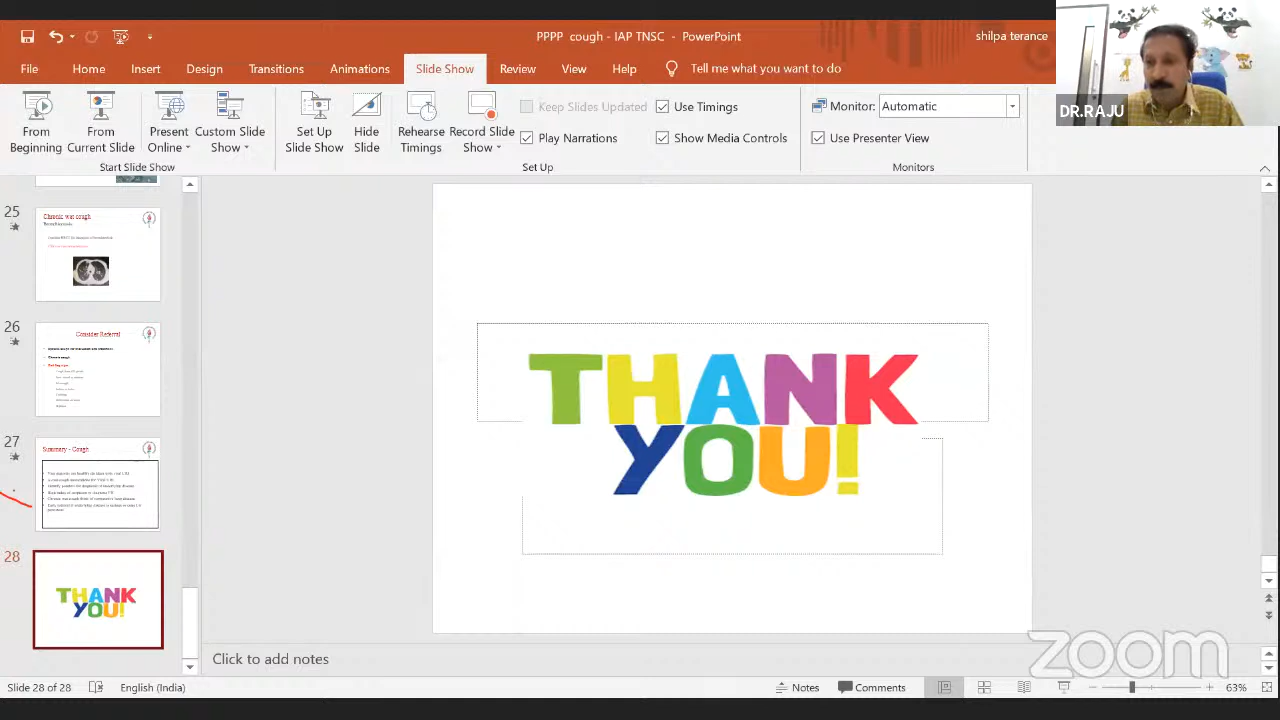 PPPP cough - IAP TNSC - PowerPoint
shilpa terance
File Home Insert Design Transitions Animations Slide Show Review View Help Tell me what you want to do
From Beginning
From Current Slide
Present Online
Custom Slide Show
Set Up Slide Show
Hide Slide
Rehearse Timings
Record Slide Show
Keep Slides Updated
Play Narrations
Use Timings
Show Media Controls
Monitor: Automatic
Use Presenter View
Start Slide Show
Set Up
Monitors
DR.RAJU
25
Chronic wet cough
26
Consider Referral
27
Summary - Cough
28
THANK
YOU!
THANK
YOU!
Click to add notes
zoom
Slide 28 of 28
English (India)
Notes
Comments
63%